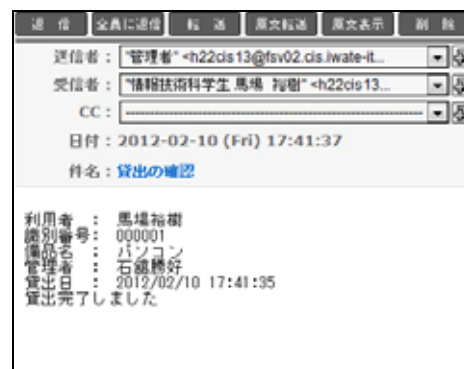 返 信 全員に返信 転 送 原文転送 原文表示 削 除
送信者 : "管理者" <h22cis13@fsv02.cis.iwate-it...
受信者 : "情報技術科学生 馬場 裕樹" <h22cis13...
CC : ----------------------------------------
日付 : 2012-02-10 (Fri) 17:41:37
件名 : 貸出の確認
利用者 : 馬場裕樹
識別番号: 000001
備品名 : パソコン
管理者 : 石舘勝好
貸出日 : 2012/02/10 17:41:35
貸出完了しました